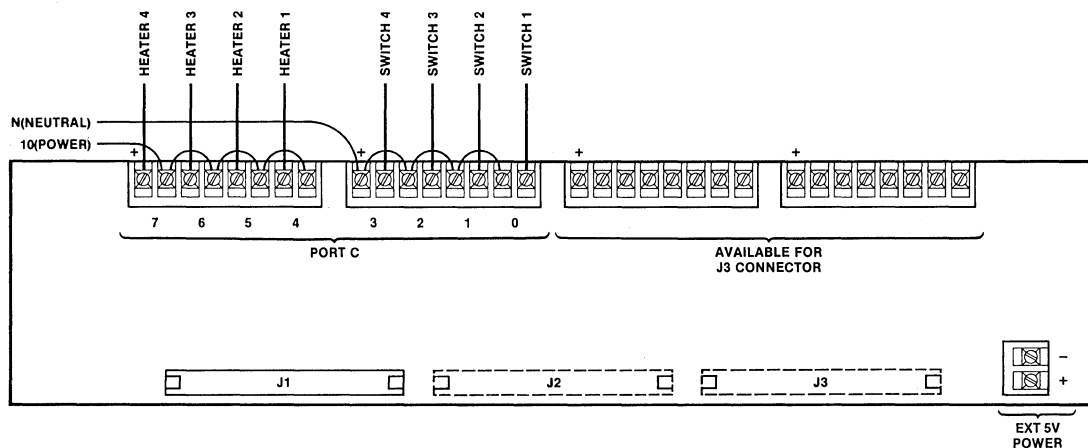 HEATER 4
HEATER 3
HEATER 2
HEATER 1
SWITCH 4
SWITCH 3
SWITCH 2
SWITCH 1
N(NEUTRAL)
10(POWER)
+
+
+
+
7 6 5 4 3 2 1 0
PORT C
AVAILABLE FOR
J3 CONNECTOR
J1
J2
J3
−
+
EXT 5V
POWER